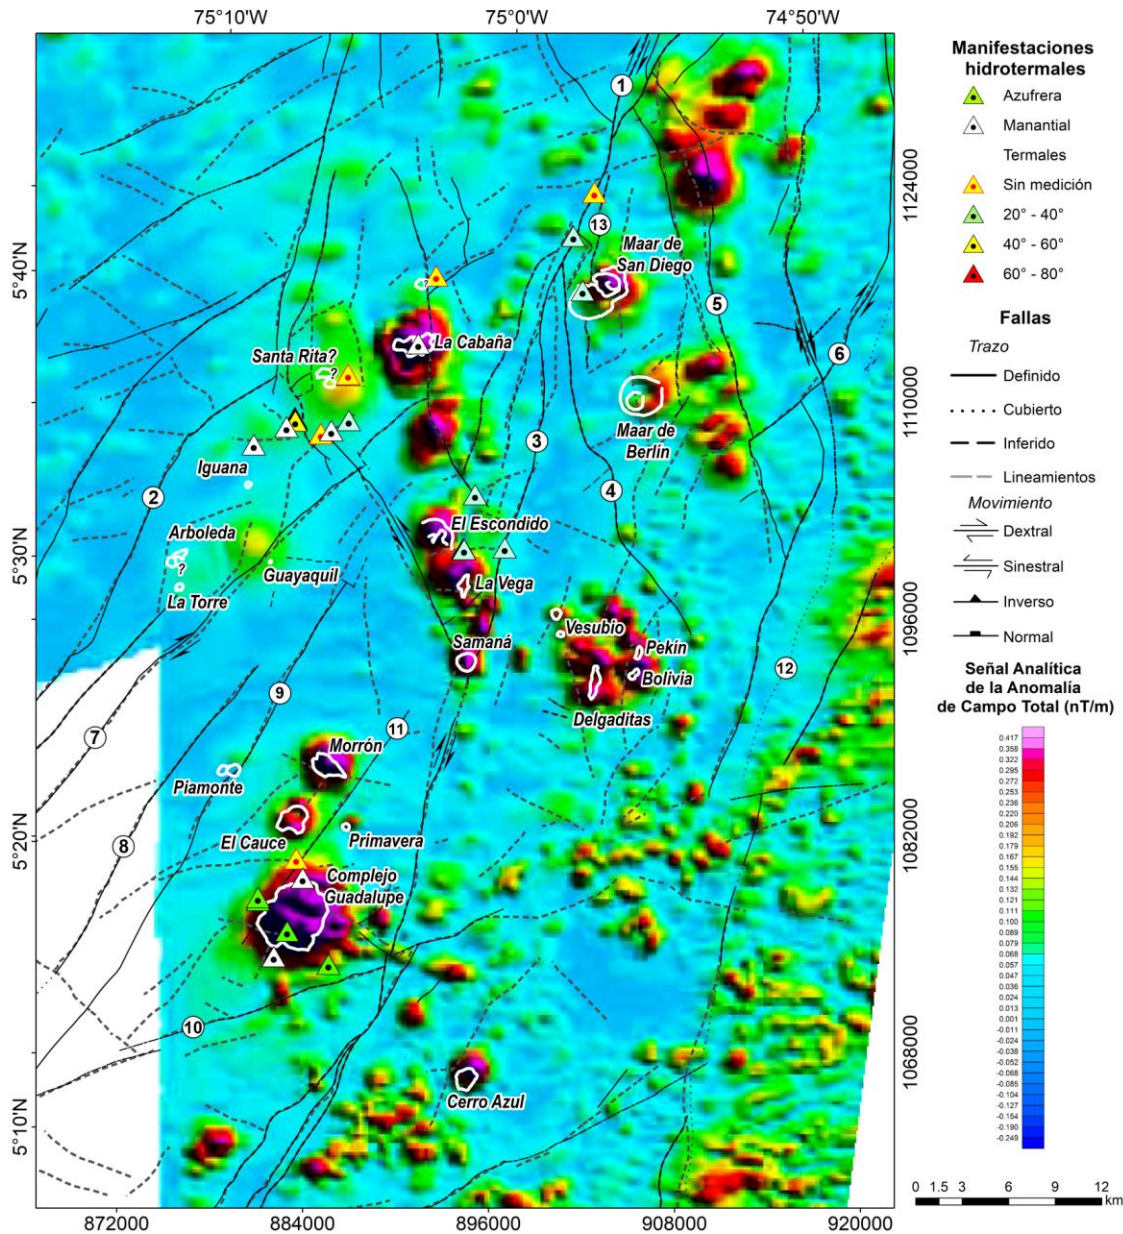 75°10'W
75°0'W
74°50'W
5°40'N
5°30'N
5°20'N
5°10'N
1124000
1110000
1096000
1082000
1068000
872000
884000
896000
908000
920000
1
13
Maar de
San Diego
5
6
?
La Cabaña
Santa Rita?
?
Maar de
Berlín
3
Iguana
2
4
El Escondido
Arboleda
?
Guayaquil
La Torre
La Vega
Vesubio
Samaná
Pekín
Bolivia
12
9
Delgaditas
11
7
Morrón
Piamonte
El Cauce
Primavera
8
Complejo
Guadalupe
10
Cerro Azul
Manifestaciones
hidrotermales
Azufrera
Manantial
Termales
Sin medición
20° - 40°
40° - 60°
60° - 80°
Fallas
Trazo
Definido
Cubierto
Inferido
Lineamientos
Movimiento
Dextral
Sinestral
Inverso
Normal
Señal Analítica
de la Anomalía
de Campo Total (nT/m)
0.417
0.358
0.322
0.295
0.272
0.253
0.236
0.220
0.206
0.192
0.179
0.167
0.155
0.144
0.132
0.121
0.111
0.100
0.089
0.079
0.068
0.057
0.047
0.036
0.024
0.013
0.001
-0.011
-0.024
-0.038
-0.052
-0.068
-0.085
-0.104
-0.127
-0.154
-0.190
-0.249
0 1.5 3 6 9 12
km